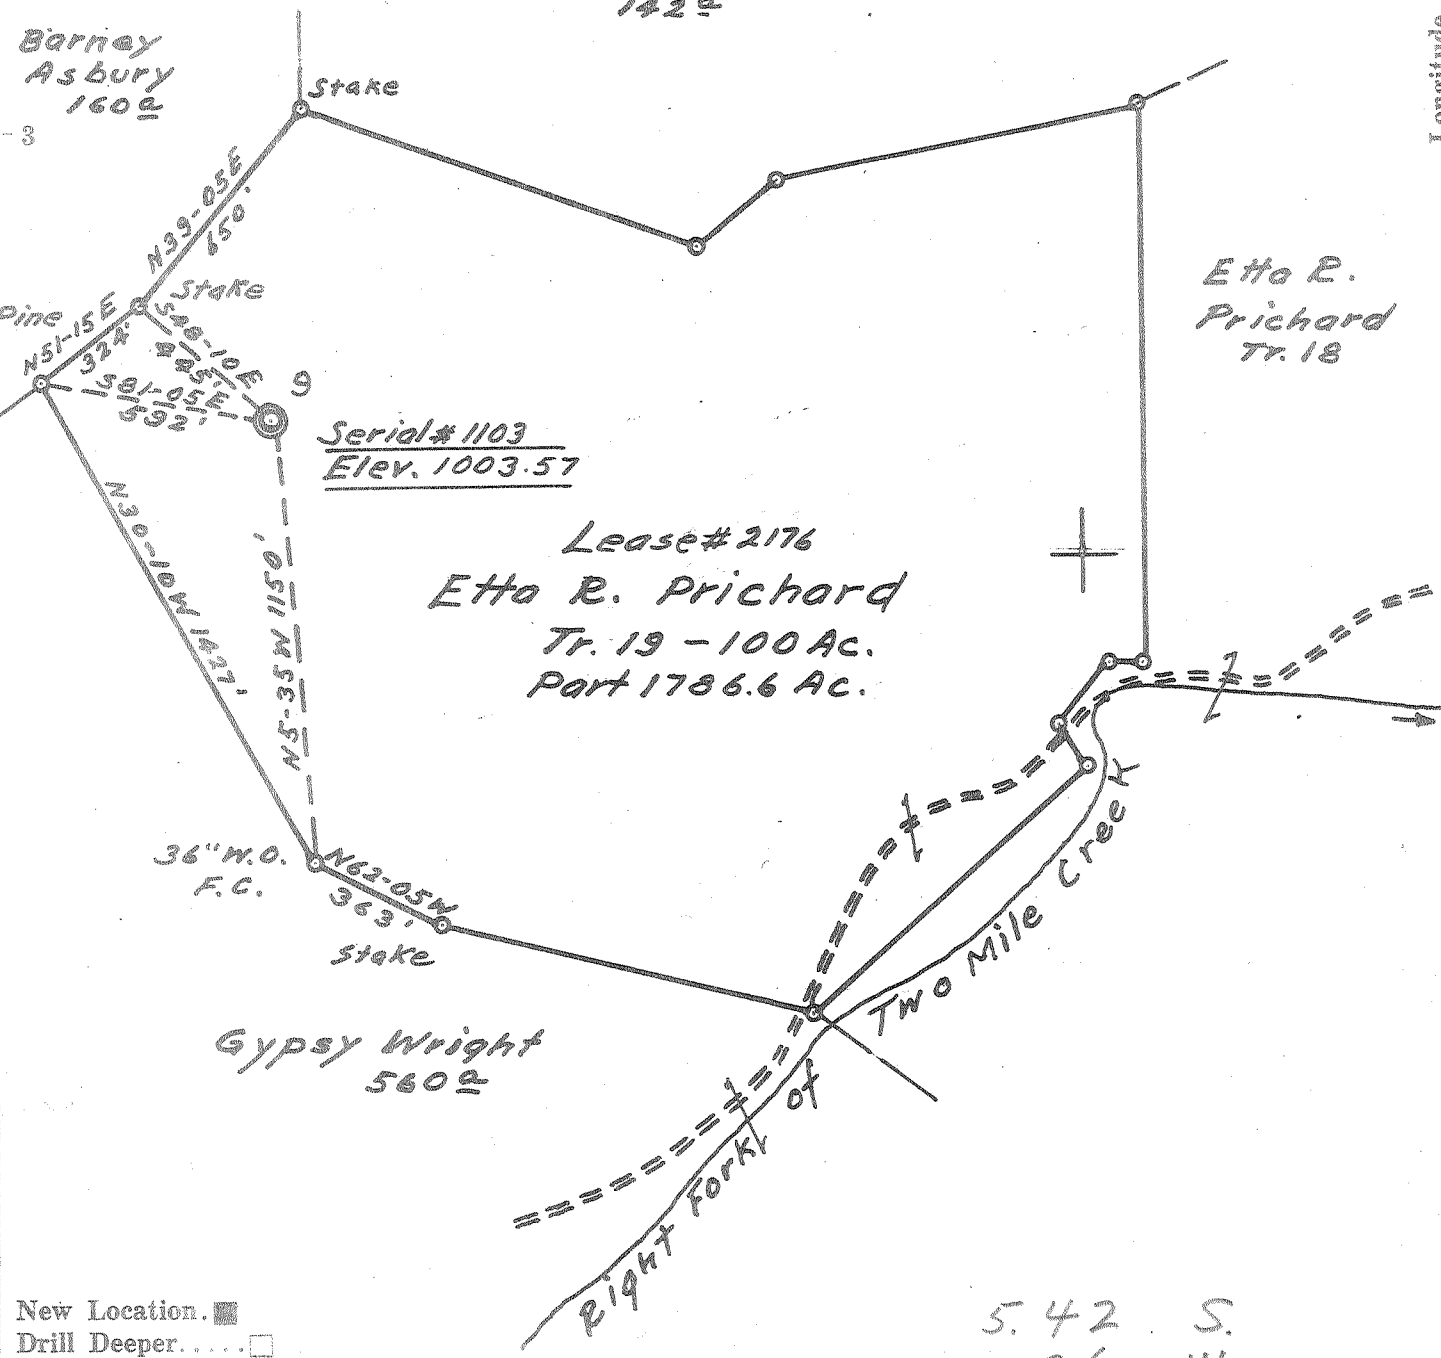 142a
Barney
Asbury
160a
Longitude
-3
Stake
N39-05E
650'
Etta R.
Prichard
Tr. 18
Stake
Pine
N51-15E
324'
S81-05E
592'
9
Serial# 1103
Elev. 1003.57
Lease# 2176
Etta R. Prichard
Tr. 19 - 100 Ac.
Part 1786.6 Ac.
N30-10W 1427'
N5-35W 1150'
36" W.O.
F.C.
N62-05W
363'
Stake
Gypsy Wright
560a
Right Fork of Two Mile Creek
New Location.
Drill Deeper.....
5.42 S.